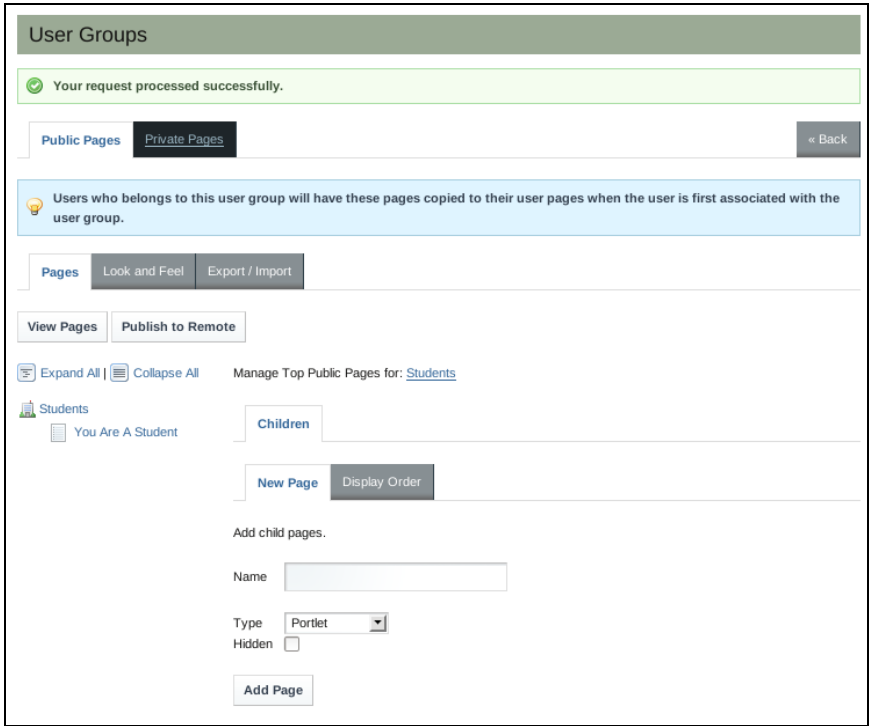 User Groups
Your request processed successfully.
Public Pages Private Pages « Back
Users who belongs to this user group will have these pages copied to their user pages when the user is first associated with the
user group.
Pages Look and Feel Export / Import
View Pages Publish to Remote
Expand All | Collapse All Manage Top Public Pages for: Students
Students
You Are A Student
Children
New Page Display Order
Add child pages.
Name
Type Portlet
Hidden
Add Page